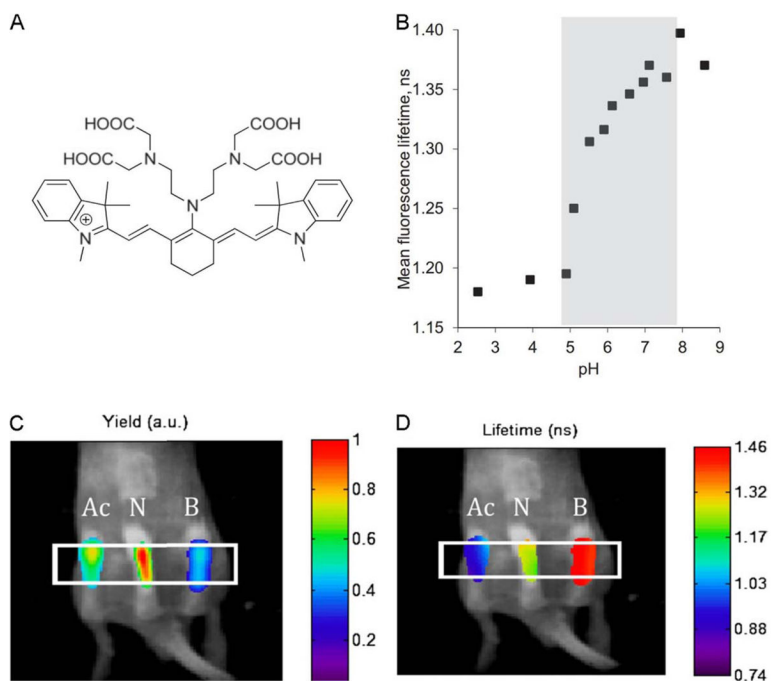 A
HOOC
COOH
HOOC
N
N
COOH
N
N
⊕
N
B
Mean fluorescence lifetime, ns
1.40
1.35
1.30
1.25
1.20
1.15
2 3 4 5 6 7 8 9
pH
C
Yield (a.u.)
Ac N B
1
0.8
0.6
0.4
0.2
D
Lifetime (ns)
Ac N B
1.46
1.32
1.17
1.03
0.88
0.74